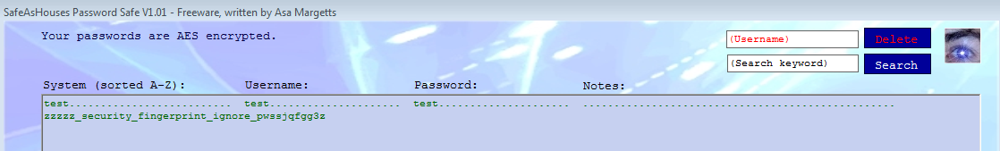 SafeAsHouses Password Safe V1.01 - Freeware, written by Asa Margetts
Your passwords are AES encrypted.
(Username) Delete
(Search keyword) Search
System (sorted A-Z): Username: Password: Notes:
test.......................... test..................... test..................... ..................................................
zzzzz_security_fingerprint_ignore_pwssjqfgg3z